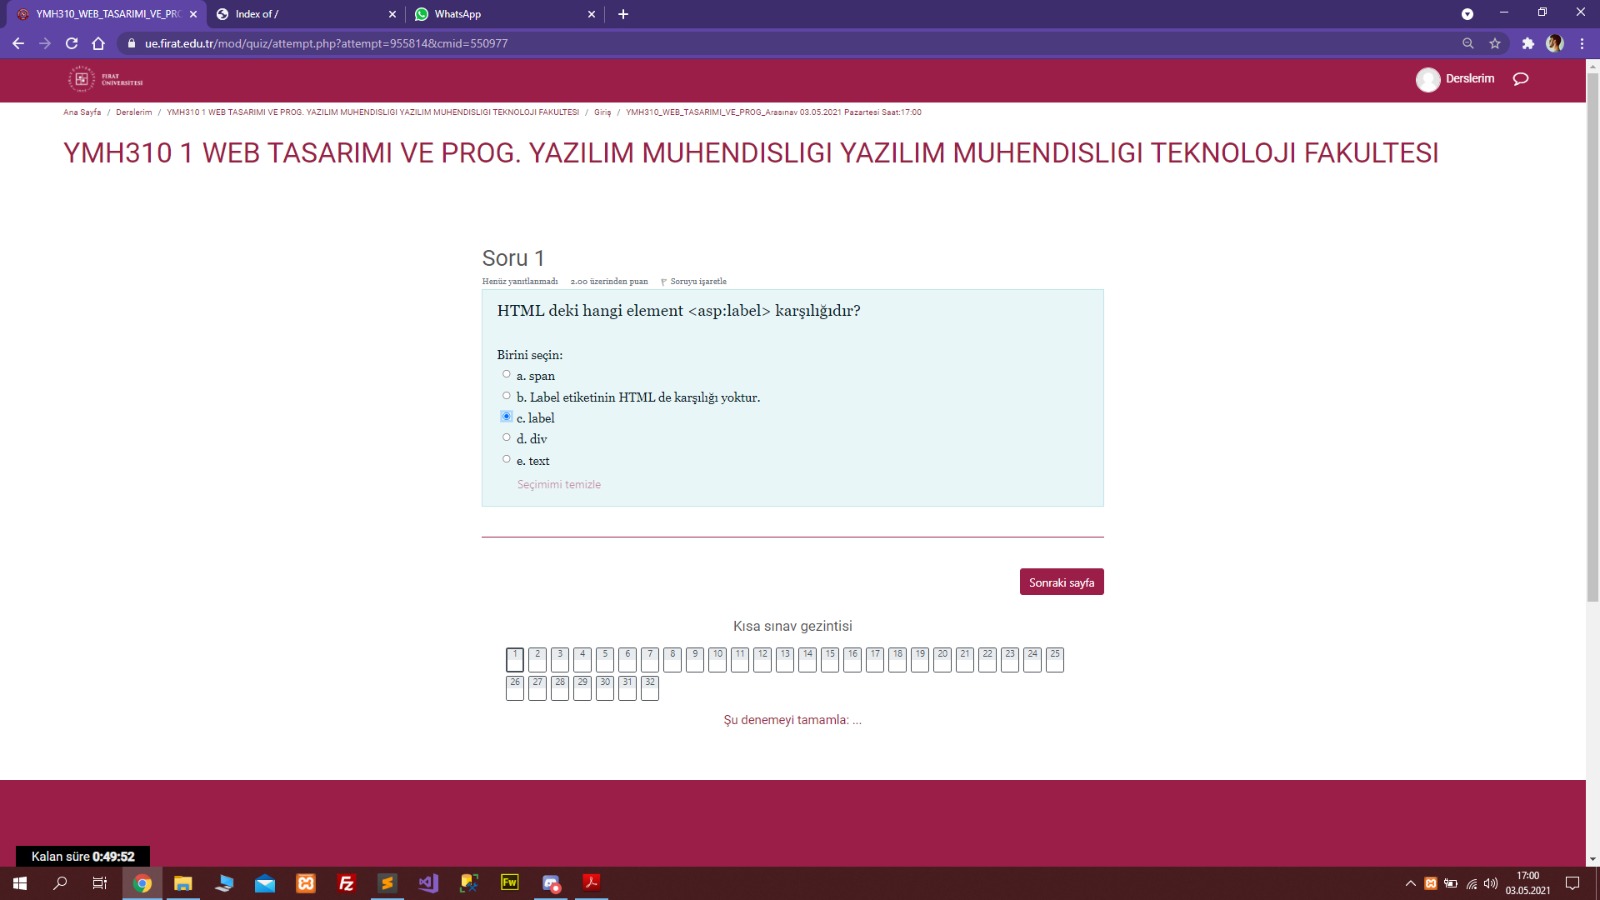 YMH310_WEB_TASARIMI_VE_PRO
Index of /
WhatsApp
ue.firat.edu.tr/mod/quiz/attempt.php?attempt=955814&cmid=550977
FIRAT
ÜNİVERSİTESİ
Derslerim
Ana Sayfa / Derslerim / YMH310 1 WEB TASARIMI VE PROG. YAZILIM MUHENDISLIGI YAZILIM MUHENDISLIGI TEKNOLOJI FAKULTESI / Giriş / YMH310_WEB_TASARIMI_VE_PROG_Arasınav 03.05.2021 Pazartesi Saat:17:00
YMH310 1 WEB TASARIMI VE PROG. YAZILIM MUHENDISLIGI YAZILIM MUHENDISLIGI TEKNOLOJI FAKULTESI
Soru 1
Henüz yanıtlanmadı 2.00 üzerinden puan Soruyu işaretle
HTML deki hangi element <asp:label> karşılığıdır?
Birini seçin:
a. span
b. Label etiketinin HTML de karşılığı yoktur.
c. label
d. div
e. text
Seçimimi temizle
Sonraki sayfa
Kısa sınav gezintisi
1 2 3 4 5 6 7 8 9 10 11 12 13 14 15 16 17 18 19 20 21 22 23 24 25
26 27 28 29 30 31 32
Şu denemeyi tamamla: ...
Kalan süre 0:49:52
Fz
Fw
17:00
03.05.2021